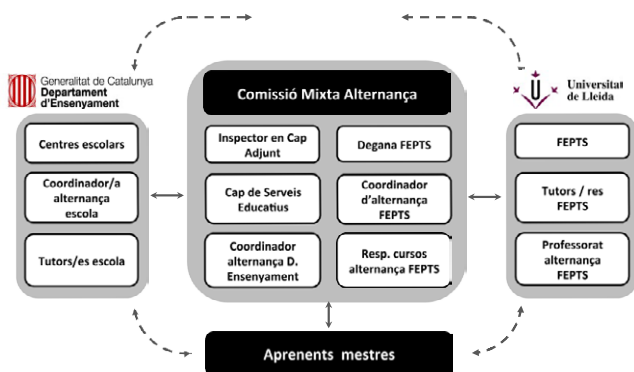 Generalitat de Catalunya
Departament
d'Ensenyament
Centres escolars
Coordinador/a
alternança
escola
Tutors/es escola
Comissió Mixta Alternança
Inspector en Cap
Adjunt
Degana FEPTS
Cap de Serveis
Educatius
Coordinador
d'alternança
FEPTS
Coordinador
alternança D.
Ensenyament
Resp. cursos
alternança FEPTS
Universitat
de Lleida
FEPTS
Tutors / res
FEPTS
Professorat
alternança
FEPTS
Aprenents mestres